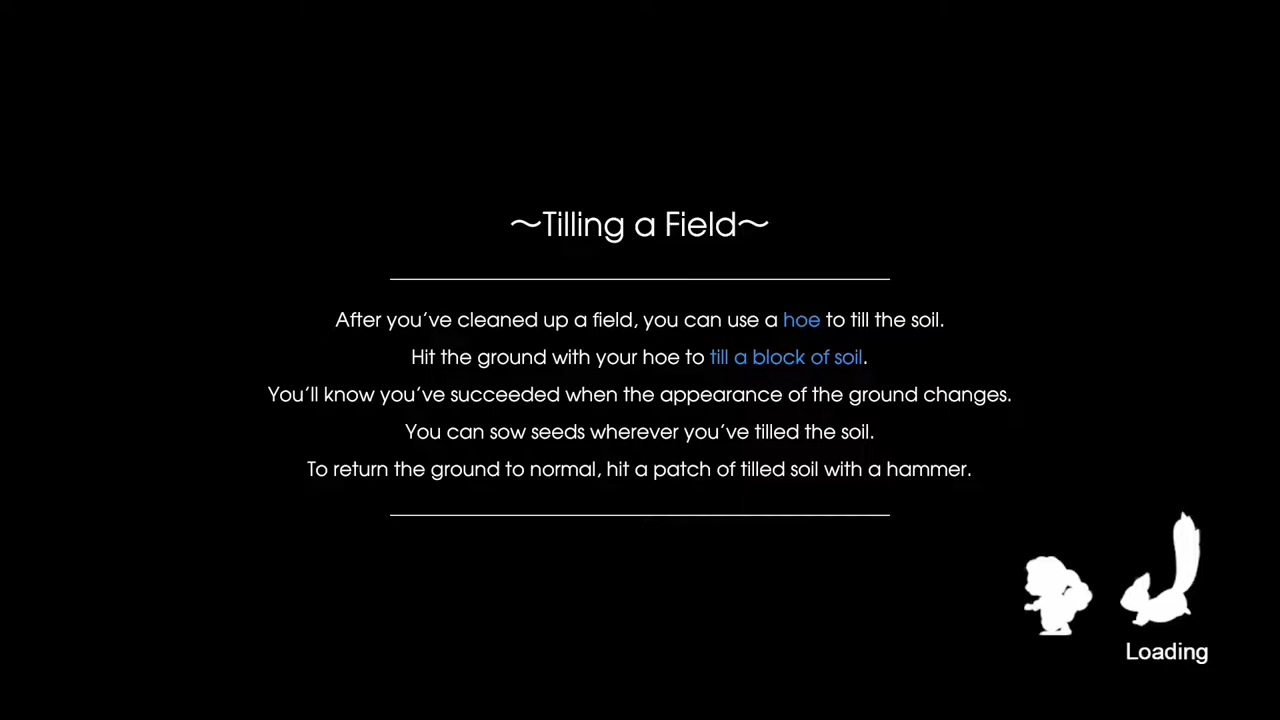 ～Tilling a Field～
After you've cleaned up a field, you can use a hoe to till the soil.
Hit the ground with your hoe to till a block of soil.
You'll know you've succeeded when the appearance of the ground changes.
You can sow seeds wherever you've tilled the soil.
To return the ground to normal, hit a patch of tilled soil with a hammer.
Loading